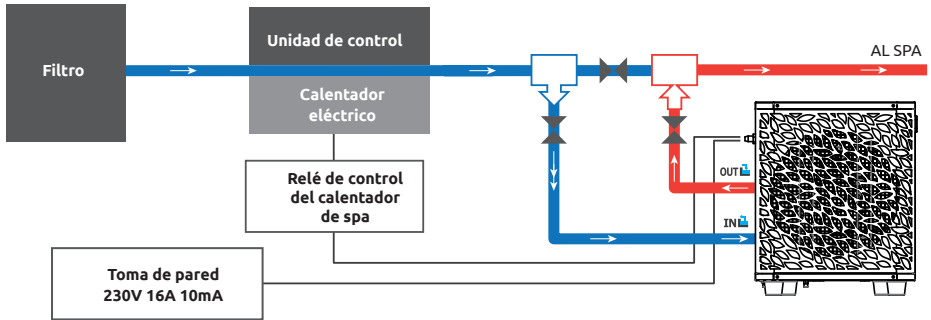 Filtro
Unidad de control
Calentador
eléctrico
AL SPA
Relé de control
del calentador
de spa
OUT
IN
Toma de pared
230V 16A 10mA